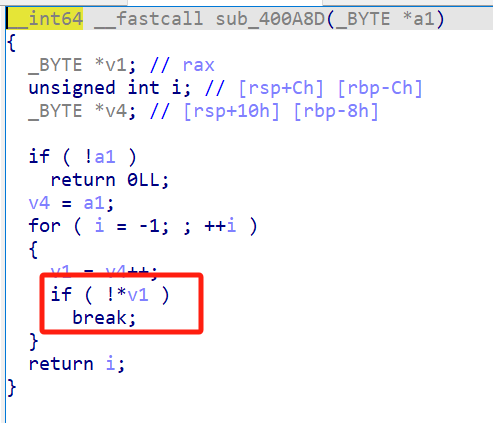 __int64 __fastcall sub_400A8D(_BYTE *a1)
{
  _BYTE *v1; // rax
  unsigned int i; // [rsp+Ch] [rbp-Ch]
  _BYTE *v4; // [rsp+10h] [rbp-8h]

  if ( !a1 )
    return 0LL;
  v4 = a1;
  for ( i = -1; ; ++i )
  {
    v1 = v4++;
    if ( !*v1 )
      break;
  }
  return i;
}